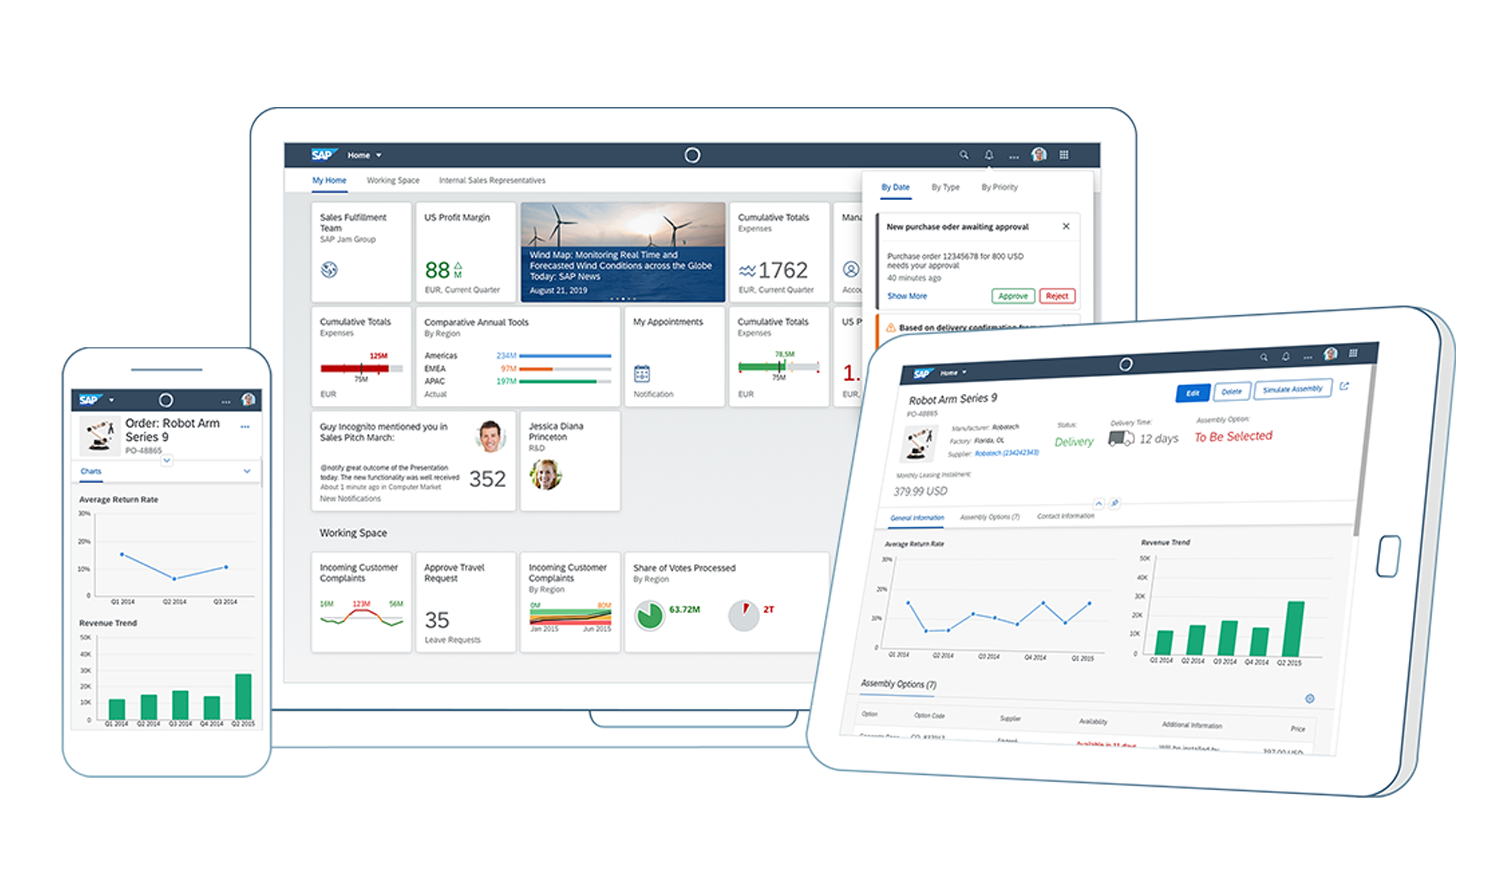 SAP
Home
My Home
Working Space
Internal Sales Representatives
Sales Fulfillment
Team
SAP Jam Group
US Profit Margin
88
M
EUR, Current Quarter
Wind Map: Monitoring Real Time and
Forecasted Wind Conditions across the Globe
Today: SAP News
August 21, 2019
Cumulative Totals
Expenses
1762
EUR, Current Quarter
Mana
Accou
Cumulative Totals
Expenses
125M
75M
EUR
Comparative Annual Tools
By Region
Americas 234M
EMEA 97M
APAC 197M
Actual
My Appointments
Notification
Cumulative Totals
Expenses
78.5M
75M
EUR
US P
1.
EUR,
Guy Incognito mentioned you in
Sales Pitch March:
@notify great outcome of the Presentation
today. The new functionality was well received
About 1 minute ago in Computer Market
New Notifications
352
Jessica Diana
Princeton
R&D
Working Space
Incoming Customer
Complaints
16M 123M 56M
Approve Travel
Request
35
Leave Requests
Incoming Customer
Complaints
By Region
0M 80M
Jan 2015 Jun 2015
Share of Votes Processed
By Region
63.72M
2T
By Date
By Type
By Priority
New purchase oder awaiting approval
Purchase order 12345678 for 800 USD
needs your approval
40 minutes ago
Show More
Approve
Reject
Based on delivery confirmation from
SAP
Order: Robot Arm
Series 9
PO-48865
Charts
Average Return Rate
30%
20%
10%
0
Q1 2014 Q2 2014 Q3 2014
Revenue Trend
50K
40K
30K
20K
10K
0
Q1 2014 Q2 2014 Q3 2014 Q4 2014 Q2 2015
SAP
Home
Robot Arm Series 9
PO-48865
Edit
Delete
Simulate Assembly
Manufacturer: Robotech
Factory: Florida, OL
Supplier: Robotech (234242343)
Status:
Delivery
Delivery Time:
12 days
Assembly Option:
To Be Selected
Monthly Leasing Instalment:
379.99 USD
General Information
Assembly Options (7)
Contact Information
Average Return Rate
30%
20%
10%
0
Q1 2014 Q2 2014 Q3 2014 Q4 2014 Q1 2015
Revenue Trend
50K
40K
30K
20K
10K
0
Q1 2014 Q2 2014 Q3 2014 Q4 2014 Q2 2015
Assembly Options (7)
Option
Option Code
Supplier
Availability
Additional Information
Price
Available in 11 days
Will be installed by